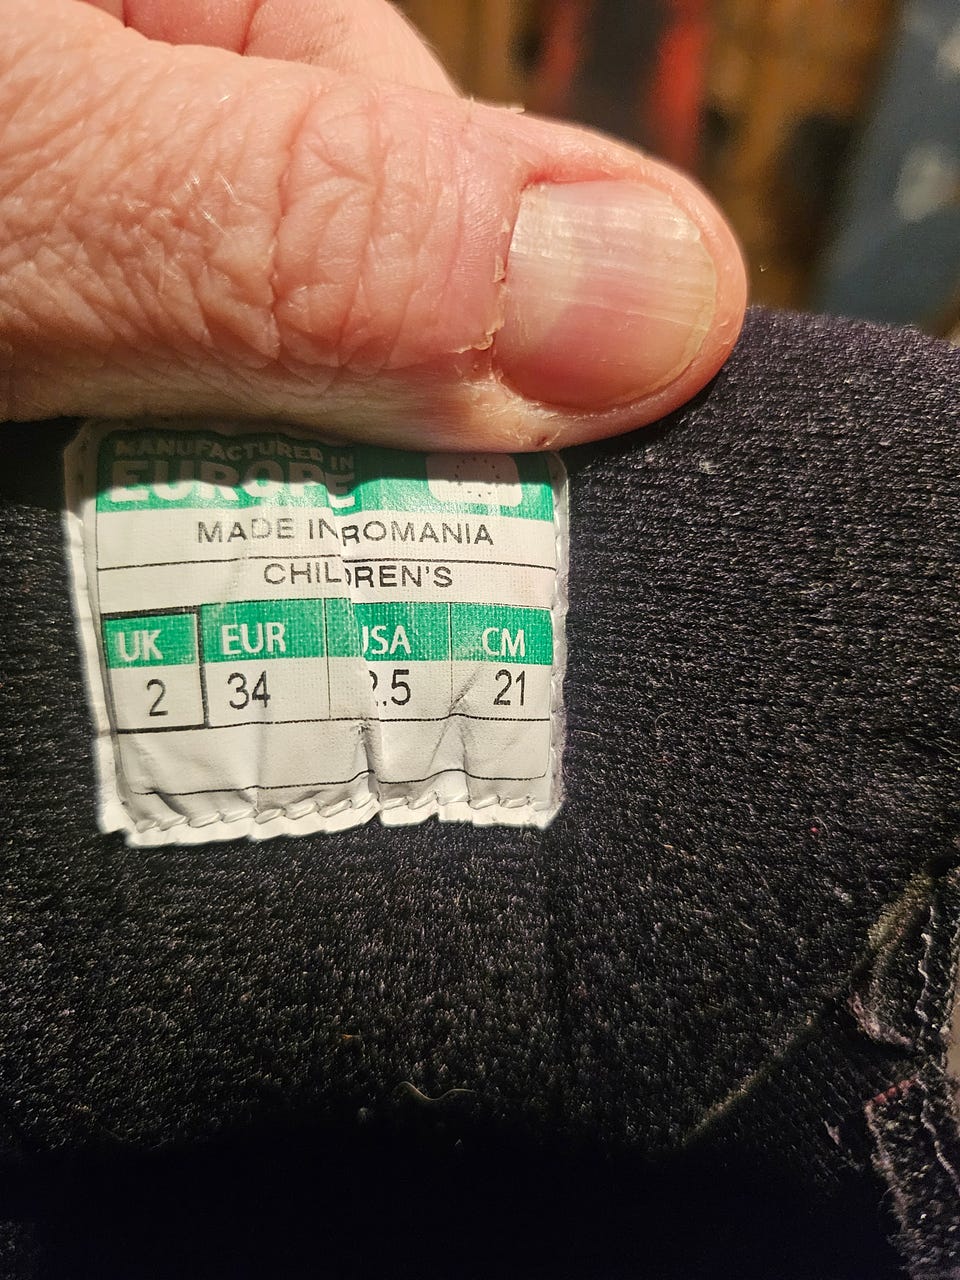 MANUFACTURED IN
EUROPE
MADE IN ROMANIA
CHILDREN'S
UK EUR USA CM
2 34 2.5 21